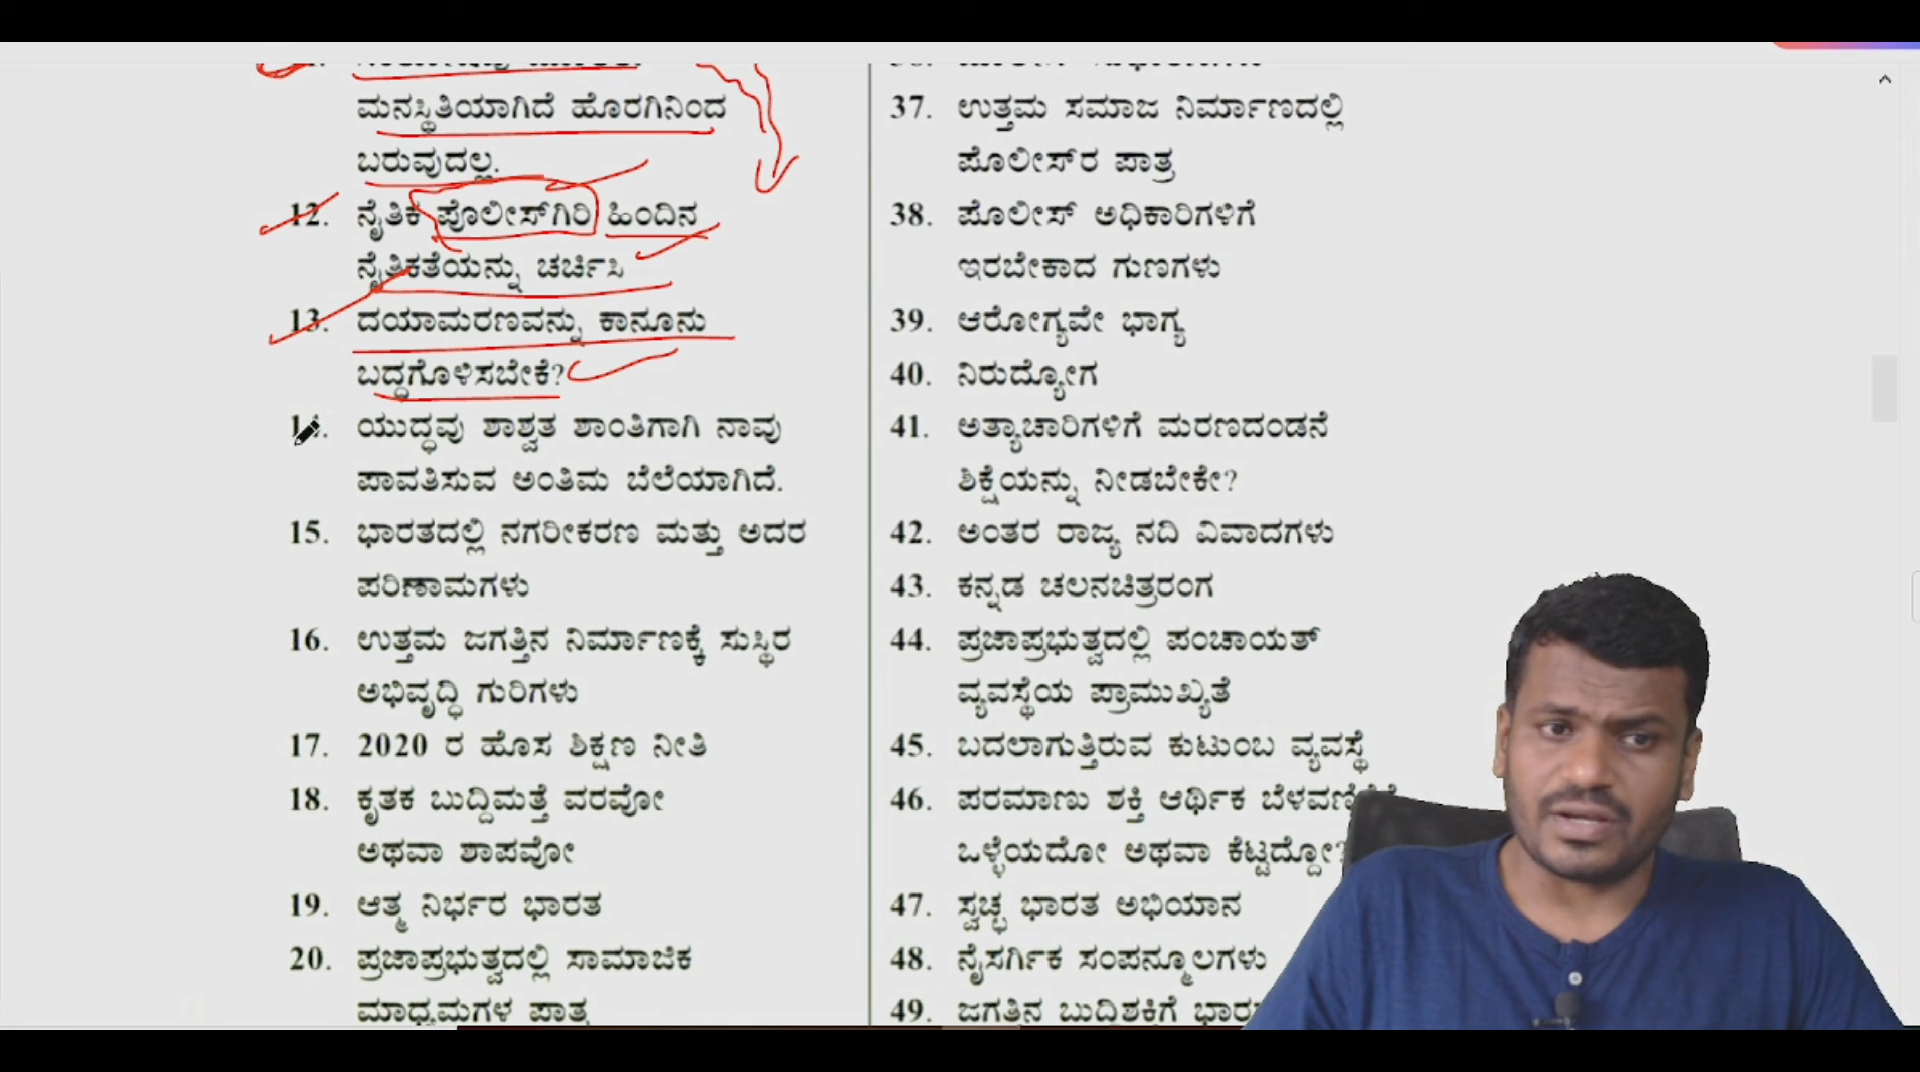 ಮನಸ್ಥಿತಿಯಾಗಿದೆ ಹೊರಗಿನಿಂದ
ಬರುವುದಲ್ಲ.
12. ನೈತಿಕ ಪೊಲೀಸ್‌ಗಿರಿ ಹಿಂದಿನ
ನೈತಿಕತೆಯನ್ನು ಚರ್ಚಿಸಿ
13. ದಯಾಮರಣವನ್ನು ಕಾನೂನು
ಬದ್ಧಗೊಳಿಸಬೇಕೆ?
ಯುದ್ಧವು ಶಾಶ್ವತ ಶಾಂತಿಗಾಗಿ ನಾವು
ಪಾವತಿಸುವ ಅಂತಿಮ ಬೆಲೆಯಾಗಿದೆ.
15. ಭಾರತದಲ್ಲಿ ನಗರೀಕರಣ ಮತ್ತು ಅದರ
ಪರಿಣಾಮಗಳು
16. ಉತ್ತಮ ಜಗತ್ತಿನ ನಿರ್ಮಾಣಕ್ಕೆ ಸುಸ್ಥಿರ
ಅಭಿವೃದ್ಧಿ ಗುರಿಗಳು
17. 2020 ರ ಹೊಸ ಶಿಕ್ಷಣ ನೀತಿ
18. ಕೃತಕ ಬುದ್ದಿಮತ್ತೆ ವರವೋ
ಅಥವಾ ಶಾಪವೋ
19. ಆತ್ಮ ನಿರ್ಭರ ಭಾರತ
20. ಪ್ರಜಾಪ್ರಭುತ್ವದಲ್ಲಿ ಸಾಮಾಜಿಕ
ಮಾಧ್ಯಮಗಳ ಪಾತ್ರ
37. ಉತ್ತಮ ಸಮಾಜ ನಿರ್ಮಾಣದಲ್ಲಿ
ಪೊಲೀಸ್‌ರ ಪಾತ್ರ
38. ಪೊಲೀಸ್ ಅಧಿಕಾರಿಗಳಿಗೆ
ಇರಬೇಕಾದ ಗುಣಗಳು
39. ಆರೋಗ್ಯವೇ ಭಾಗ್ಯ
40. ನಿರುದ್ಯೋಗ
41. ಅತ್ಯಾಚಾರಿಗಳಿಗೆ ಮರಣದಂಡನೆ
ಶಿಕ್ಷೆಯನ್ನು ನೀಡಬೇಕೇ?
42. ಅಂತರ ರಾಜ್ಯ ನದಿ ವಿವಾದಗಳು
43. ಕನ್ನಡ ಚಲನಚಿತ್ರರಂಗ
44. ಪ್ರಜಾಪ್ರಭುತ್ವದಲ್ಲಿ ಪಂಚಾಯತ್
ವ್ಯವಸ್ಥೆಯ ಪ್ರಾಮುಖ್ಯತೆ
45. ಬದಲಾಗುತ್ತಿರುವ ಕುಟುಂಬ ವ್ಯವಸ್ಥೆ
46. ಪರಮಾಣು ಶಕ್ತಿ ಆರ್ಥಿಕ
ಒಳ್ಳೆಯದೋ ಅಥವಾ ಕೆಟ್ಟದ್ದೋ?
47. ಸ್ವಚ್ಛ ಭಾರತ ಅಭಿಯಾನ
48. ನೈಸರ್ಗಿಕ ಸಂಪನ್ಮೂಲಗಳು
49. ಜಗತ್ತಿನ ಬುದ್ಧಿಶಕ್ತಿಗೆ